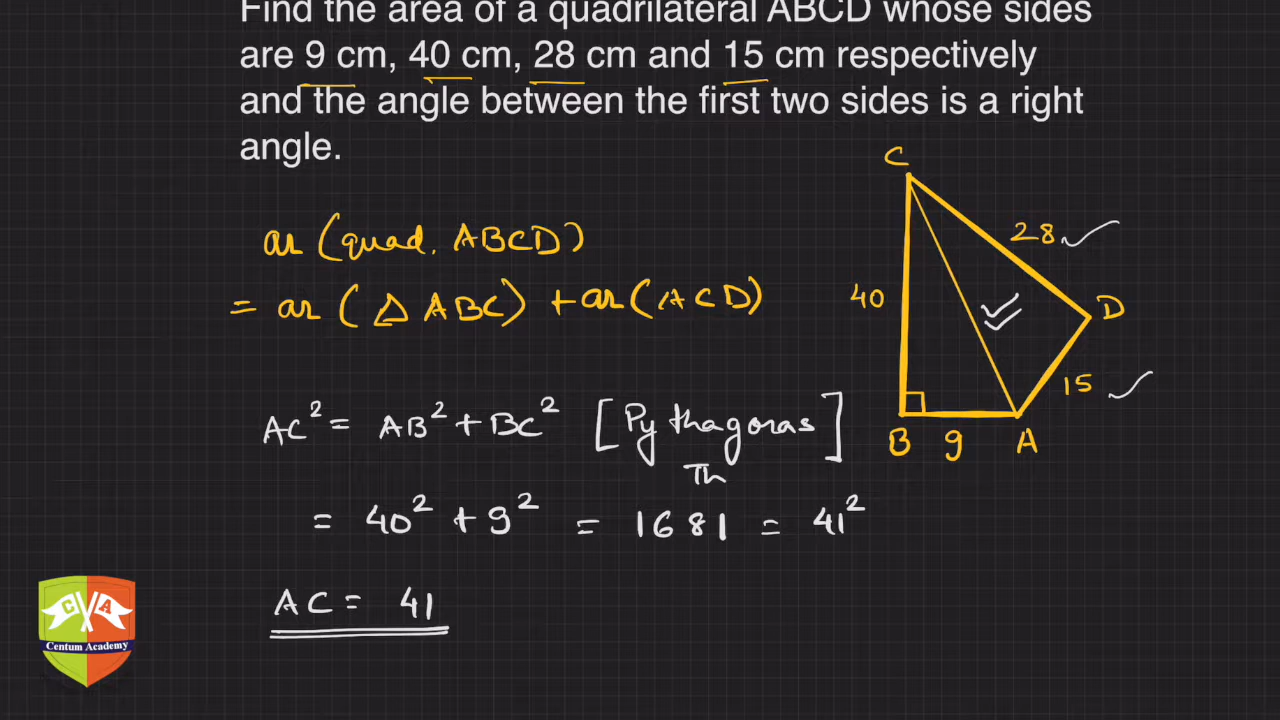 Find the area of a quadrilateral ABCD whose sides
are 9 cm, 40 cm, 28 cm and 15 cm respectively
and the angle between the first two sides is a right
angle.
ar (quad. ABCD)
= ar (△ ABC) + ar (ACD)
AC² = AB² + BC² [Pythagoras
Th]
= 40² + 9² = 1681 = 41²
AC = 41
C
28
40
D
15
B 9 A
C A
Centum Academy